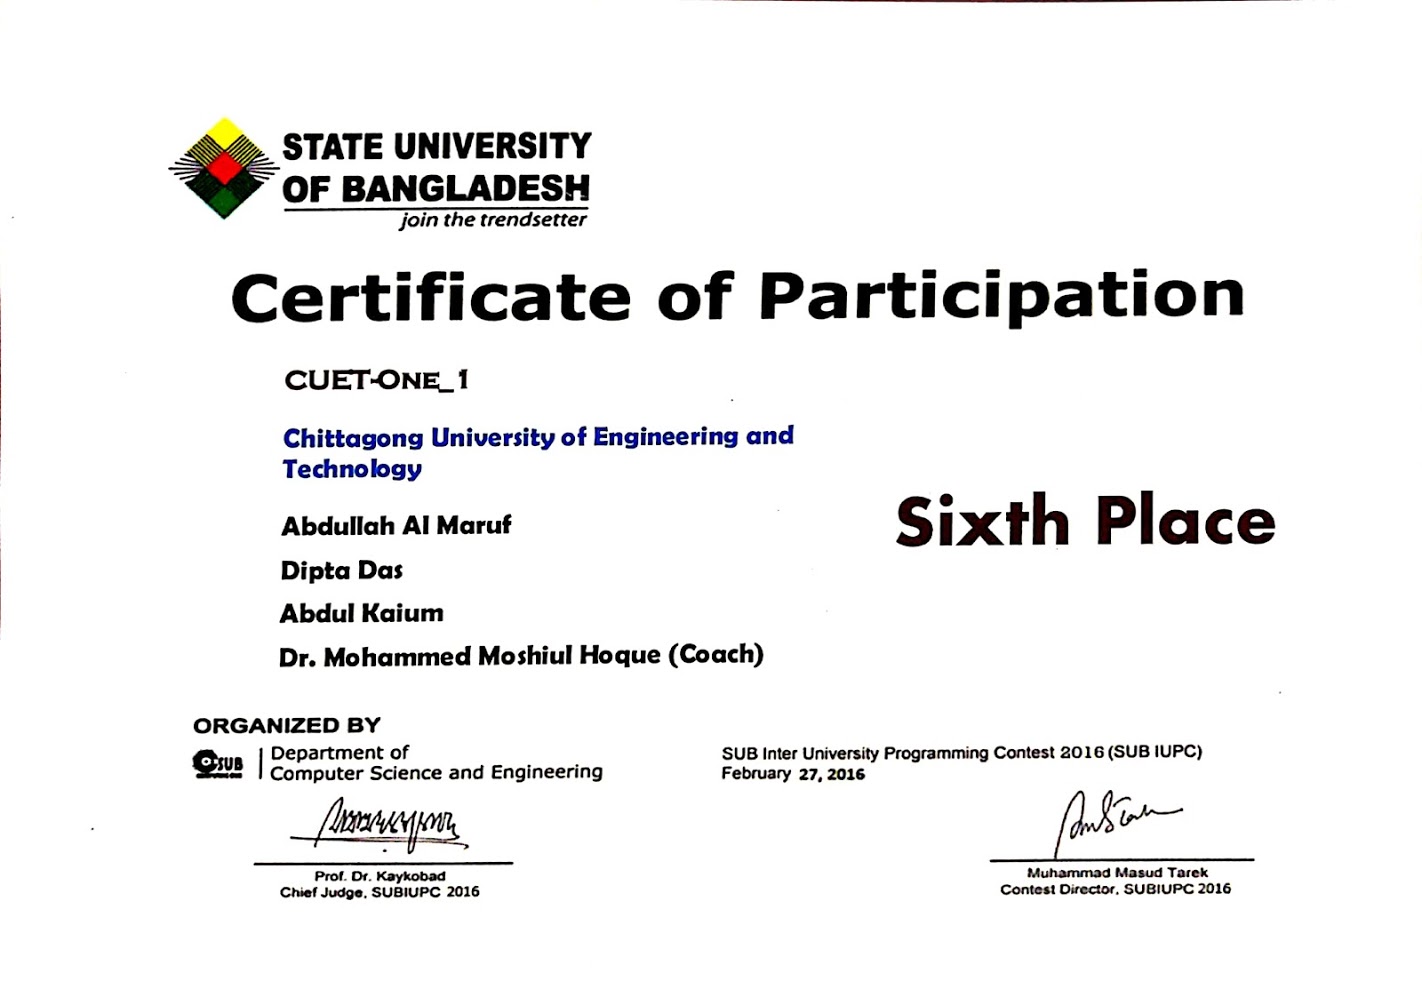 STATE UNIVERSITY
OF BANGLADESH
join the trendsetter
Certificate of Participation
CUET-ONE_1
Chittagong University of Engineering and
Technology
Sixth Place
Abdullah Al Maruf
Dipta Das
Abdul Kaium
Dr. Mohammed Moshiul Hoque (Coach)
ORGANIZED BY
SUB
Department of
Computer Science and Engineering
SUB Inter University Programming Contest 2016 (SUB IUPC)
February 27, 2016
Prof. Dr. Kaykobad
Chief Judge, SUBIUPC 2016
Muhammad Masud Tarek
Contest Director, SUBIUPC 2016